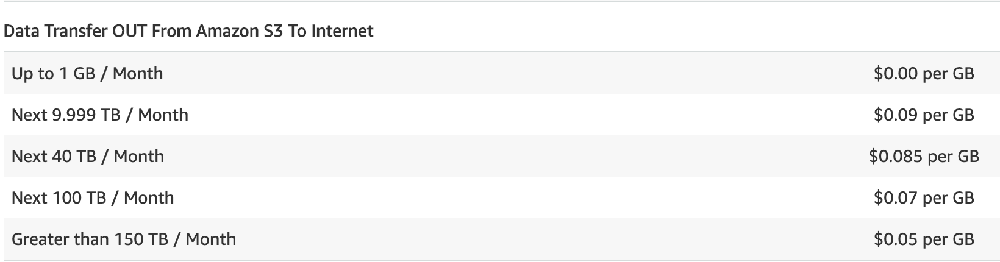 Data Transfer OUT From Amazon S3 To Internet
Up to 1 GB / Month $0.00 per GB
Next 9.999 TB / Month $0.09 per GB
Next 40 TB / Month $0.085 per GB
Next 100 TB / Month $0.07 per GB
Greater than 150 TB / Month $0.05 per GB